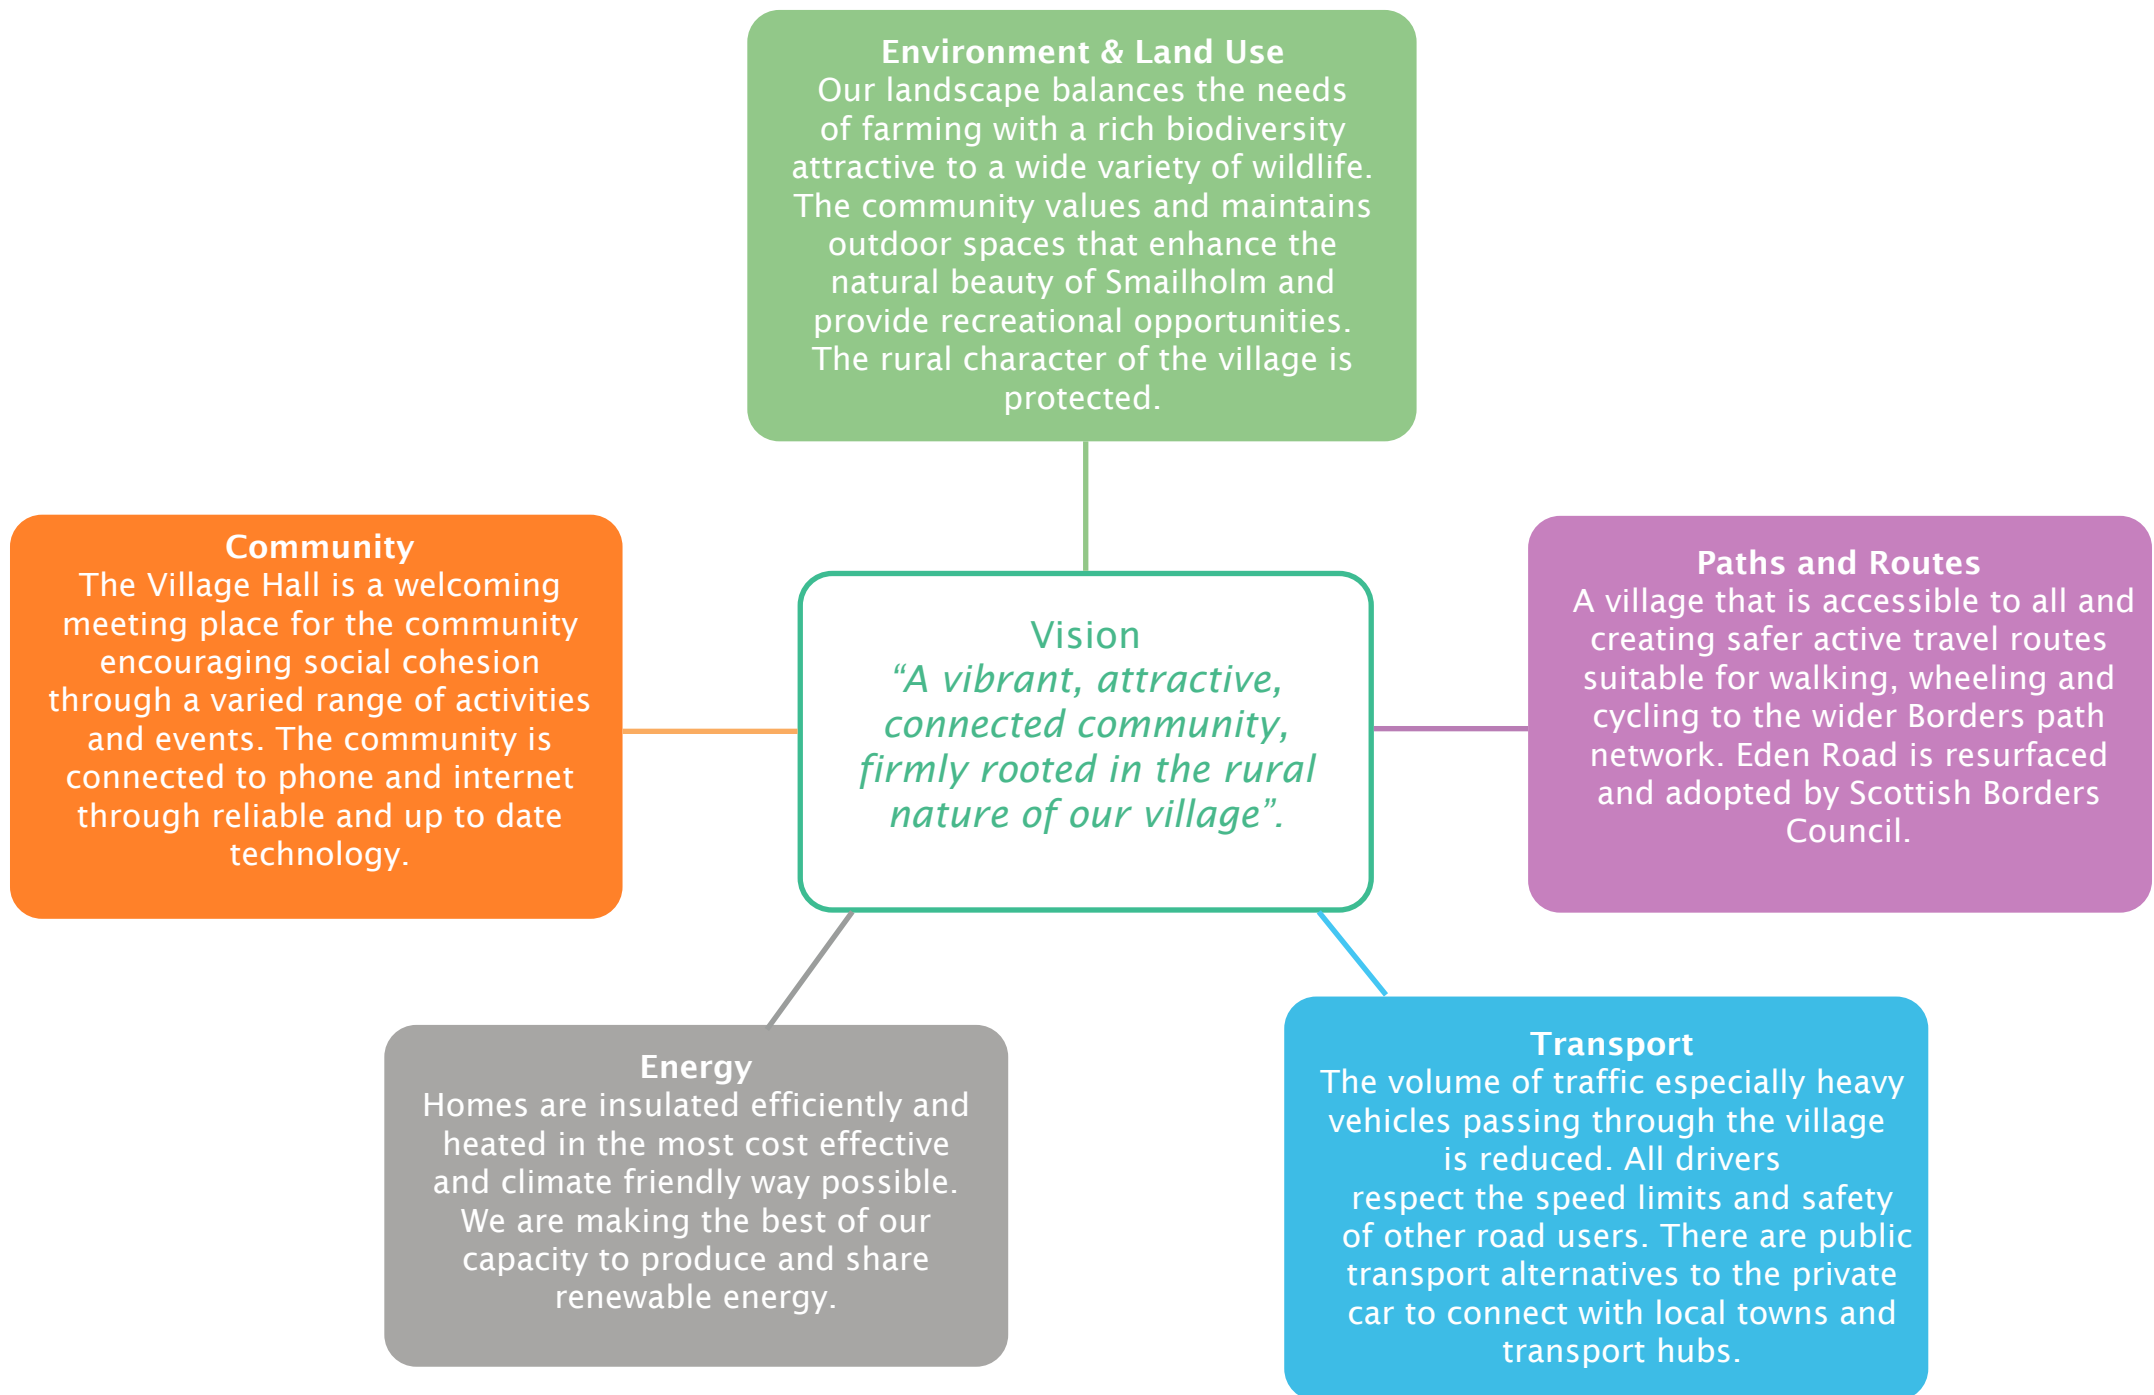 Environment & Land Use
Our landscape balances the needs
of farming with a rich biodiversity
attractive to a wide variety of wildlife.
The community values and maintains
outdoor spaces that enhance the
natural beauty of Smailholm and
provide recreational opportunities.
The rural character of the village is
protected.
Community
The Village Hall is a welcoming
meeting place for the community
encouraging social cohesion
through a varied range of activities
and events. The community is
connected to phone and internet
through reliable and up to date
technology.
Vision
“A vibrant, attractive,
connected community,
firmly rooted in the rural
nature of our village”.
Paths and Routes
A village that is accessible to all and
creating safer active travel routes
suitable for walking, wheeling and
cycling to the wider Borders path
network. Eden Road is resurfaced
and adopted by Scottish Borders
Council.
Energy
Homes are insulated efficiently and
heated in the most cost effective
and climate friendly way possible.
We are making the best of our
capacity to produce and share
renewable energy.
Transport
The volume of traffic especially heavy
vehicles passing through the village
is reduced. All drivers
respect the speed limits and safety
of other road users. There are public
transport alternatives to the private
car to connect with local towns and
transport hubs.